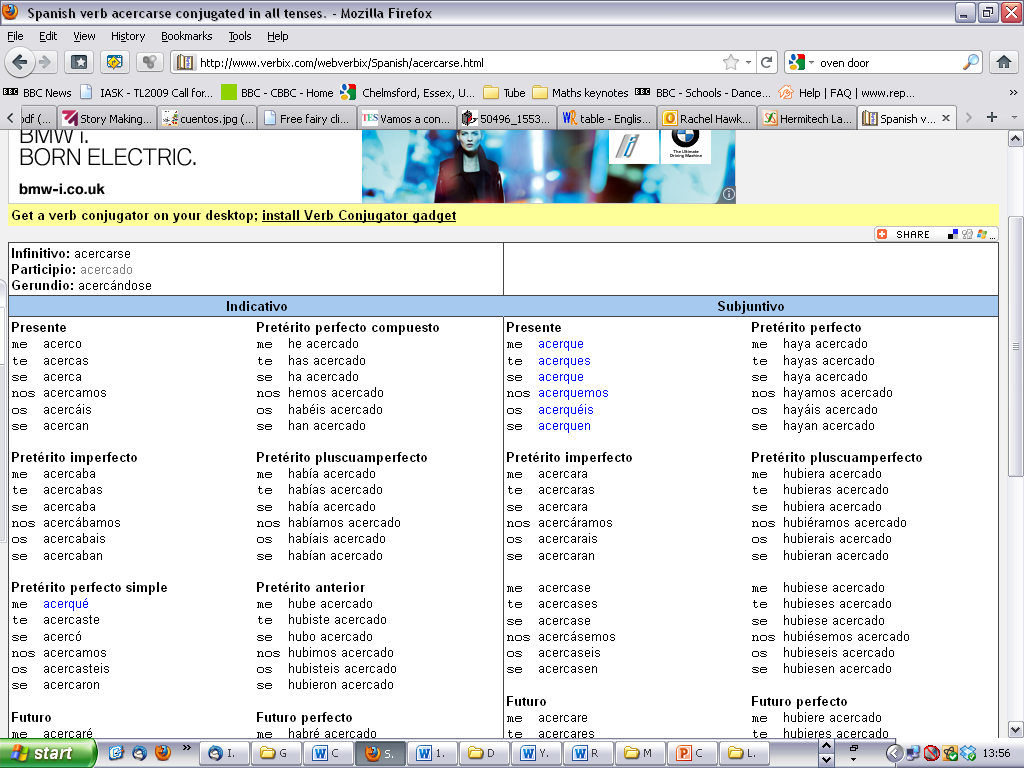 Spanish verb acercarse conjugated in all tenses. - Mozilla Firefox
File Edit View History Bookmarks Tools Help
http://www.verbix.com/webverbix/Spanish/acercarse.html oven door
BBC News IASK - TL2009 Call for... BBC - CBBC - Home Chelmsford, Essex, U... Tube Maths keynotes BBC - Schools - Dance... Help | FAQ | www.rep... »
pdf (... Story Making... cuentos.jpg (... Free fairy cli... TES Vamos a con... 50496_1553... WR table - Englis... Rachel Hawk... Hermitech La... Spanish v...
BMW i.
BORN ELECTRIC.
bmw-i.co.uk
The Ultimate Driving Machine
Get a verb conjugator on your desktop; install Verb Conjugator gadget
SHARE ...
Infinitivo: acercarse
Participio: acercado
Gerundio: acercándose
Indicativo Subjuntivo
Presente Pretérito perfecto compuesto Presente Pretérito perfecto
me acerco me he acercado me acerque me haya acercado
te acercas te has acercado te acerques te hayas acercado
se acerca se ha acercado se acerque se haya acercado
nos acercamos nos hemos acercado nos acerquemos nos hayamos acercado
os acercáis os habéis acercado os acerquéis os hayáis acercado
se acercan se han acercado se acerquen se hayan acercado
Pretérito imperfecto Pretérito pluscuamperfecto Pretérito imperfecto Pretérito pluscuamperfecto
me acercaba me había acercado me acercara me hubiera acercado
te acercabas te habías acercado te acercaras te hubieras acercado
se acercaba se había acercado se acercara se hubiera acercado
nos acercábamos nos habíamos acercado nos acercáramos nos hubiéramos acercado
os acercabais os habíais acercado os acercarais os hubierais acercado
se acercaban se habían acercado se acercaran se hubieran acercado
Pretérito perfecto simple Pretérito anterior me acercase me hubiese acercado
me acerqué me hube acercado te acercases te hubieses acercado
te acercaste te hubiste acercado se acercase se hubiese acercado
se acercó se hubo acercado nos acercásemos nos hubiésemos acercado
nos acercamos nos hubimos acercado os acercaseis os hubieseis acercado
os acercasteis os hubisteis acercado se acercasen se hubiesen acercado
se acercaron se hubieron acercado
Futuro Futuro perfecto
Futuro Futuro perfecto me acercare me hubiere acercado
me acercaré me habré acercado te acercares te hubieres acercado
start » I. G C S. 1. D Y. R M C L. 13:56